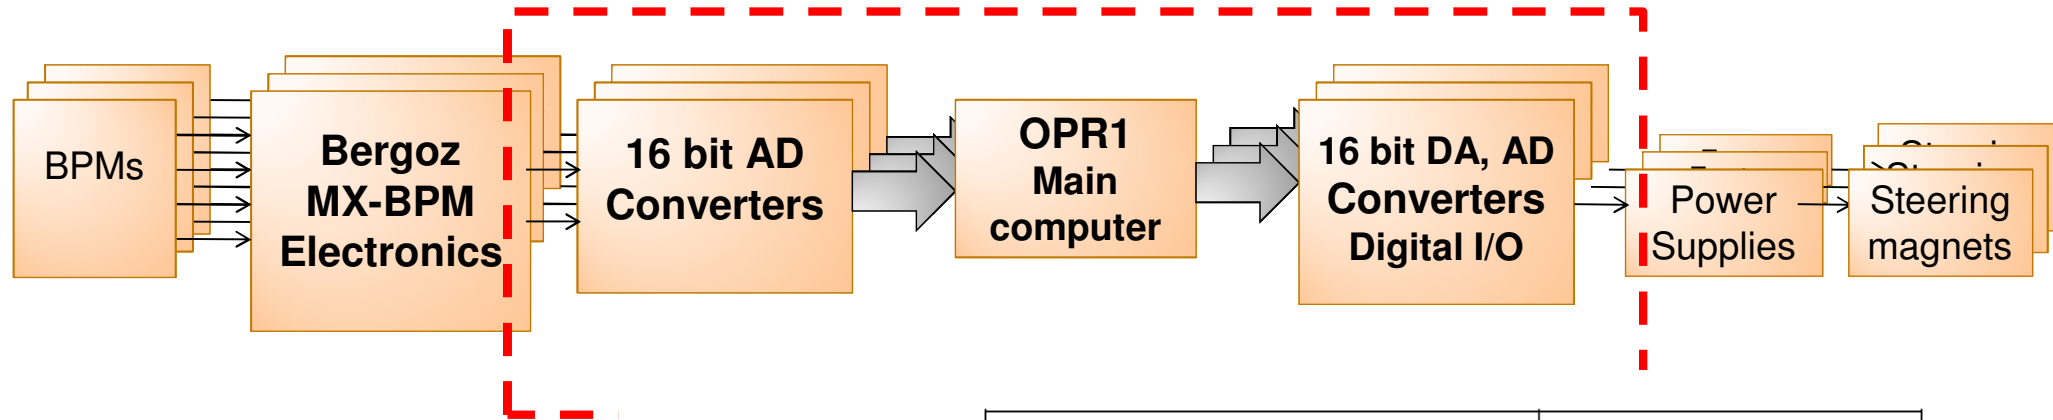 BPMs
Bergoz
MX-BPM
Electronics
16 bit AD
Converters
OPR1
Main
computer
16 bit DA, AD
Converters
Digital I/O
Power
Supplies
Steering
magnets